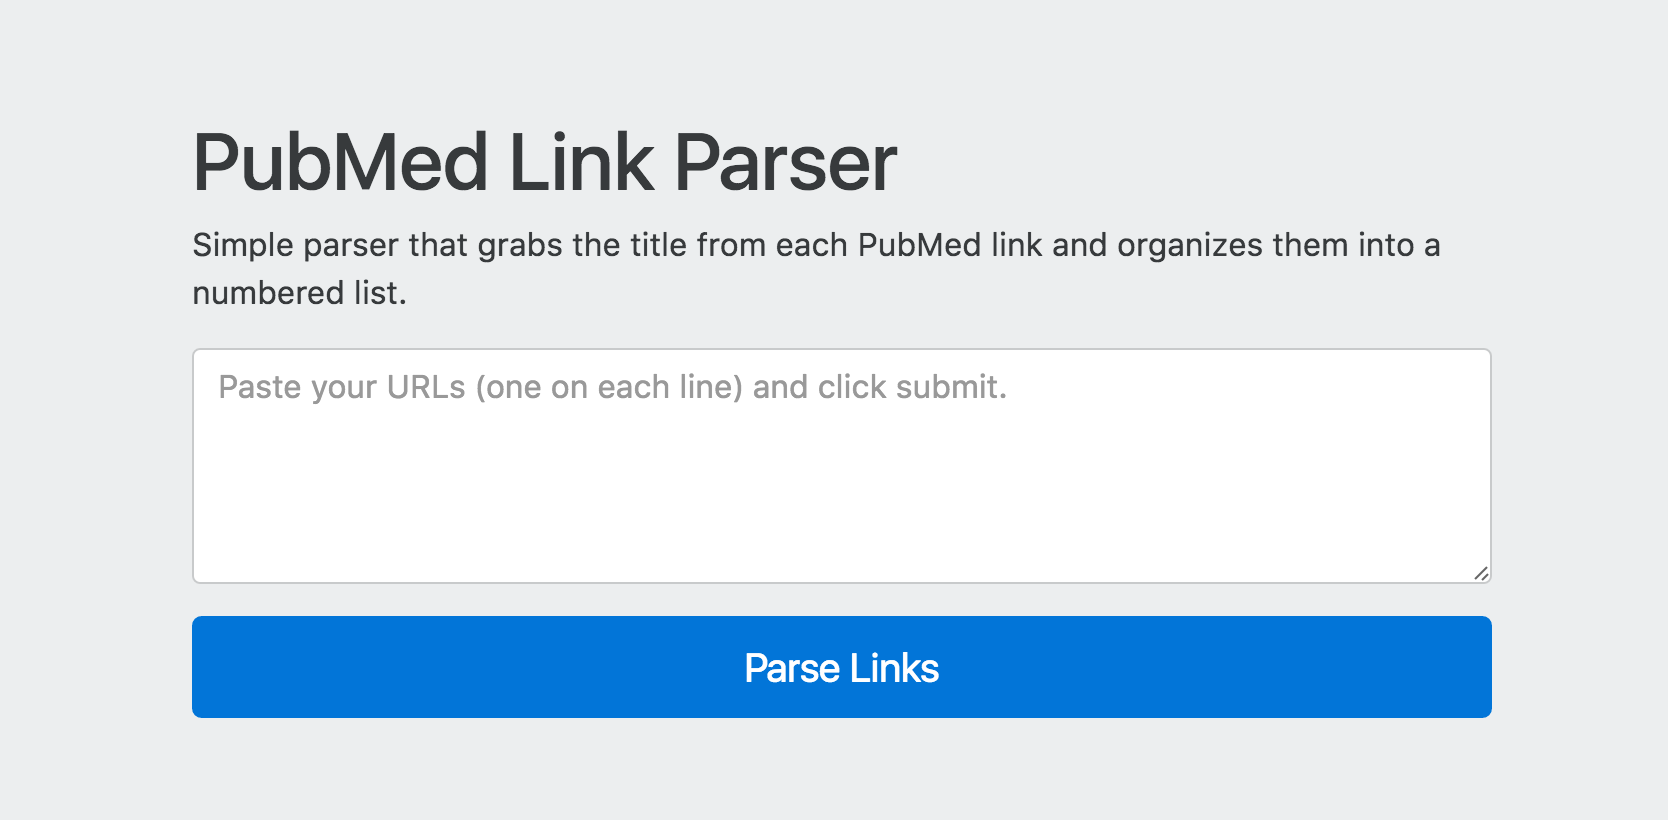 PubMed Link Parser
Simple parser that grabs the title from each PubMed link and organizes them into a
numbered list.
Paste your URLs (one on each line) and click submit.
Parse Links